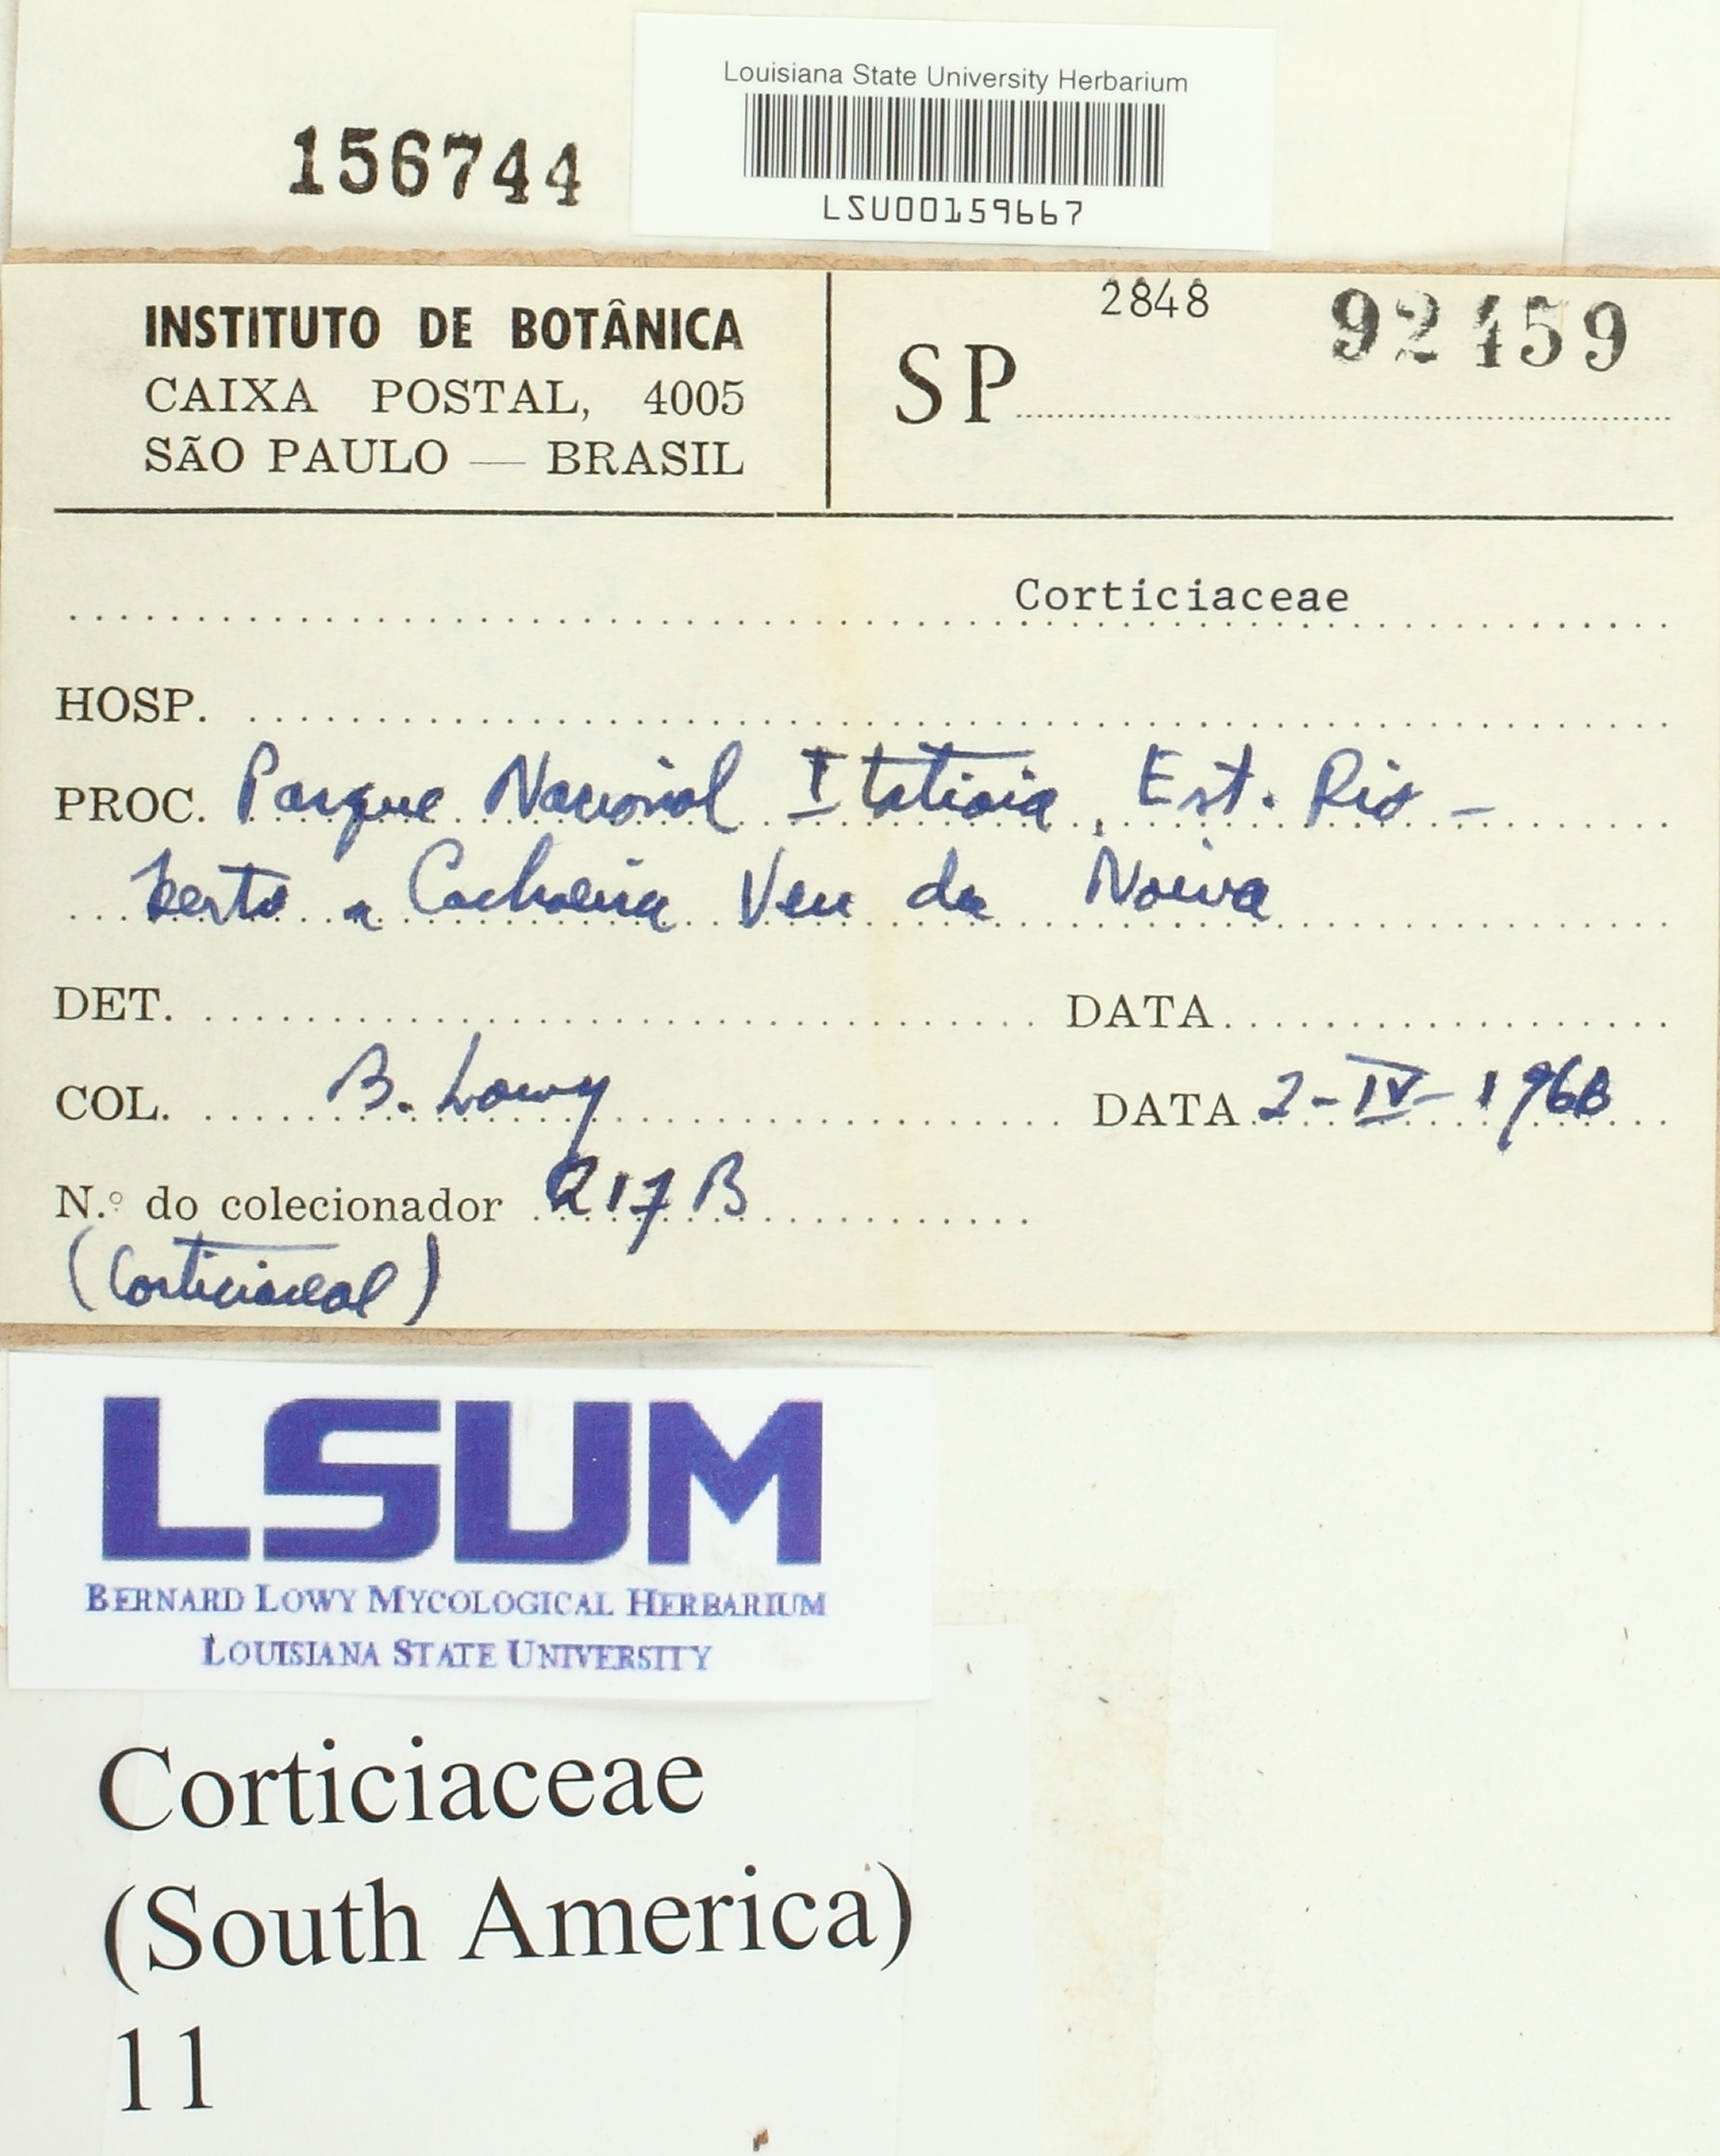 Louisiana State University Herbarium
156744
LSU00159667
INSTITUTO DE BOTÂNICA
CAIXA POSTAL, 4005
SÃO PAULO — BRASIL
2848
92459
SP
Corticiaceae
HOSP.
PROC. Parque Nacional Itatiaia, Est. Rio –
perto a Cachoeira Veu da Noiva
DET. DATA
COL. B. Lowy DATA 2-IV-1968
N.º do colecionador 217 B
(Corticiaceae)
LSUM
BERNARD LOWY MYCOLOGICAL HERBARIUM
LOUISIANA STATE UNIVERSITY
Corticiaceae
(South America)
11